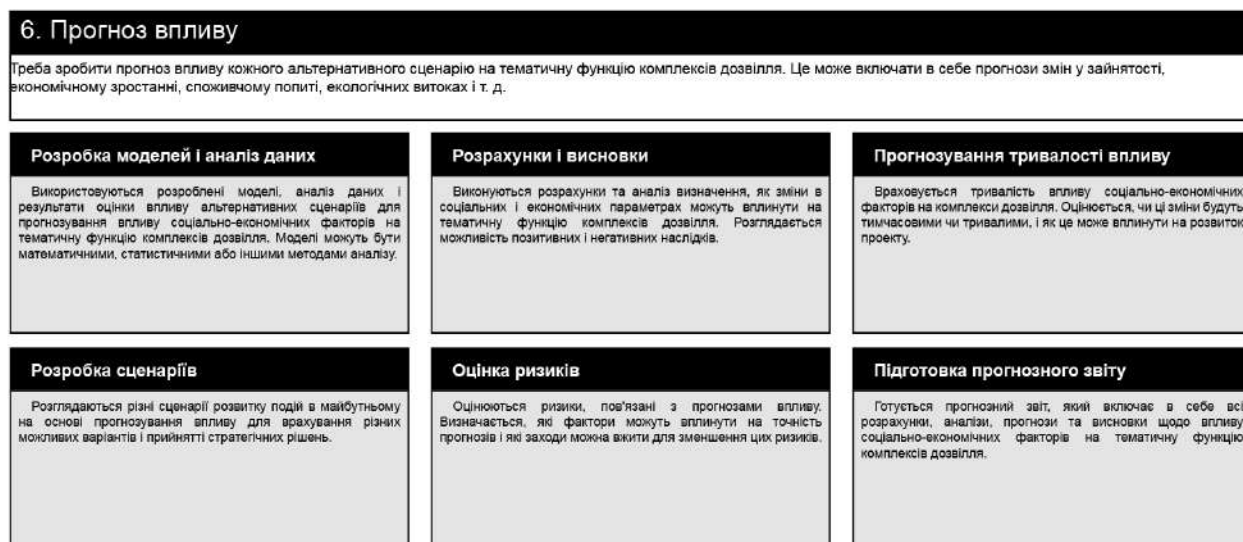 6. Прогноз впливу
Треба зробити прогноз впливу кожного альтернативного сценарію на тематичну функцію комплексів дозвілля. Це може включати в себе прогнози змін у зайнятості,
економічному зростанні, споживчому попиті, екологічних витоках і т. д.
Розробка моделей і аналіз даних
Використовуються розроблені моделі, аналіз даних і
результати оцінки впливу альтернативних сценаріїв для
прогнозування впливу соціально-економічних факторів на
тематичну функцію комплексів дозвілля. Моделі можуть бути
математичними, статистичними або іншими методами аналізу.
Розрахунки і висновки
Виконуються розрахунки та аналіз визначення, як зміни в
соціальних і економічних параметрах можуть вплинути на
тематичну функцію комплексів дозвілля. Розглядається
можливість позитивних і негативних наслідків.
Прогнозування тривалості впливу
Враховується тривалість впливу соціально-економічних
факторів на комплекси дозвілля. Оцінюється, чи ці зміни будуть
тимчасовими чи тривалими, і як це може вплинути на розвиток
проекту.
Розробка сценаріїв
Розглядаються різні сценарії розвитку подій в майбутньому
на основі прогнозування впливу для врахування різних
можливих варіантів і прийнятті стратегічних рішень.
Оцінка ризиків
Оцінюються ризики, пов'язані з прогнозами впливу.
Визначається, які фактори можуть вплинути на точність
прогнозів і які заходи можна вжити для зменшення цих ризиків.
Підготовка прогнозного звіту
Готується прогнозний звіт, який включає в себе всі
розрахунки, аналізи, прогнози та висновки щодо впливу
соціально-економічних факторів на тематичну функцію
комплексів дозвілля.